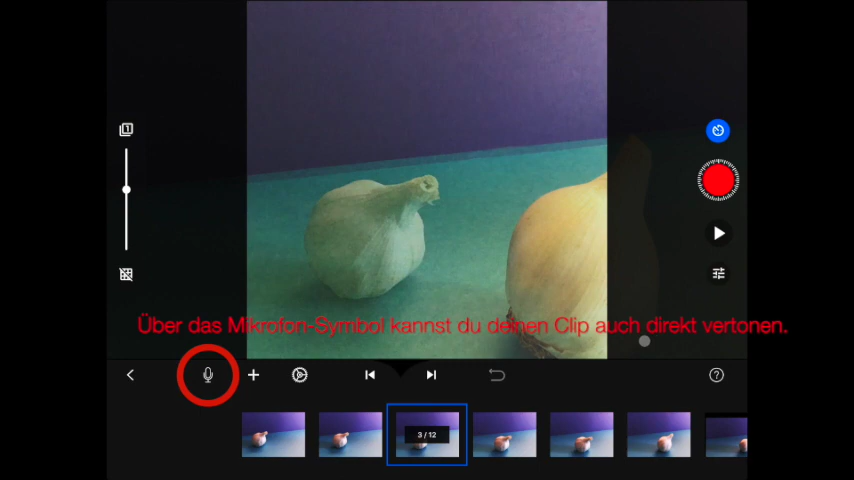 Über das Mikrofon-Symbol kannst du deinen Clip auch direkt vertonen.
3 / 12